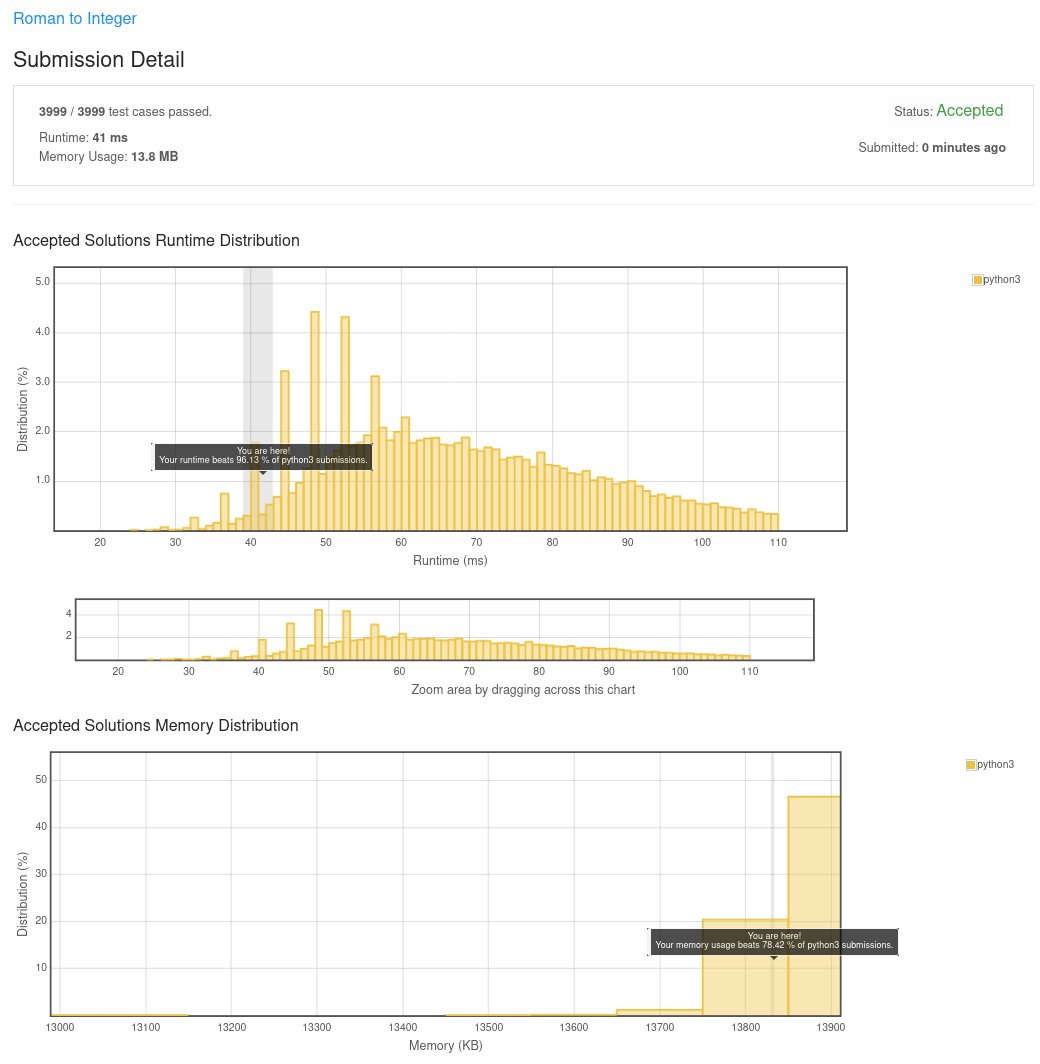 Roman to Integer
Submission Detail
3999 / 3999 test cases passed.
Status: Accepted
Runtime: 41 ms
Memory Usage: 13.8 MB
Submitted: 0 minutes ago
Accepted Solutions Runtime Distribution
python3
Distribution (%)
5.0
4.0
3.0
2.0
1.0
You are here!
Your runtime beats 96.13 % of python3 submissions.
20 30 40 50 60 70 80 90 100 110
Runtime (ms)
4
2
20 30 40 50 60 70 80 90 100 110
Zoom area by dragging across this chart
Accepted Solutions Memory Distribution
python3
Distribution (%)
50
40
30
20
10
You are here!
Your memory usage beats 78.42 % of python3 submissions.
13000 13100 13200 13300 13400 13500 13600 13700 13800 13900
Memory (KB)